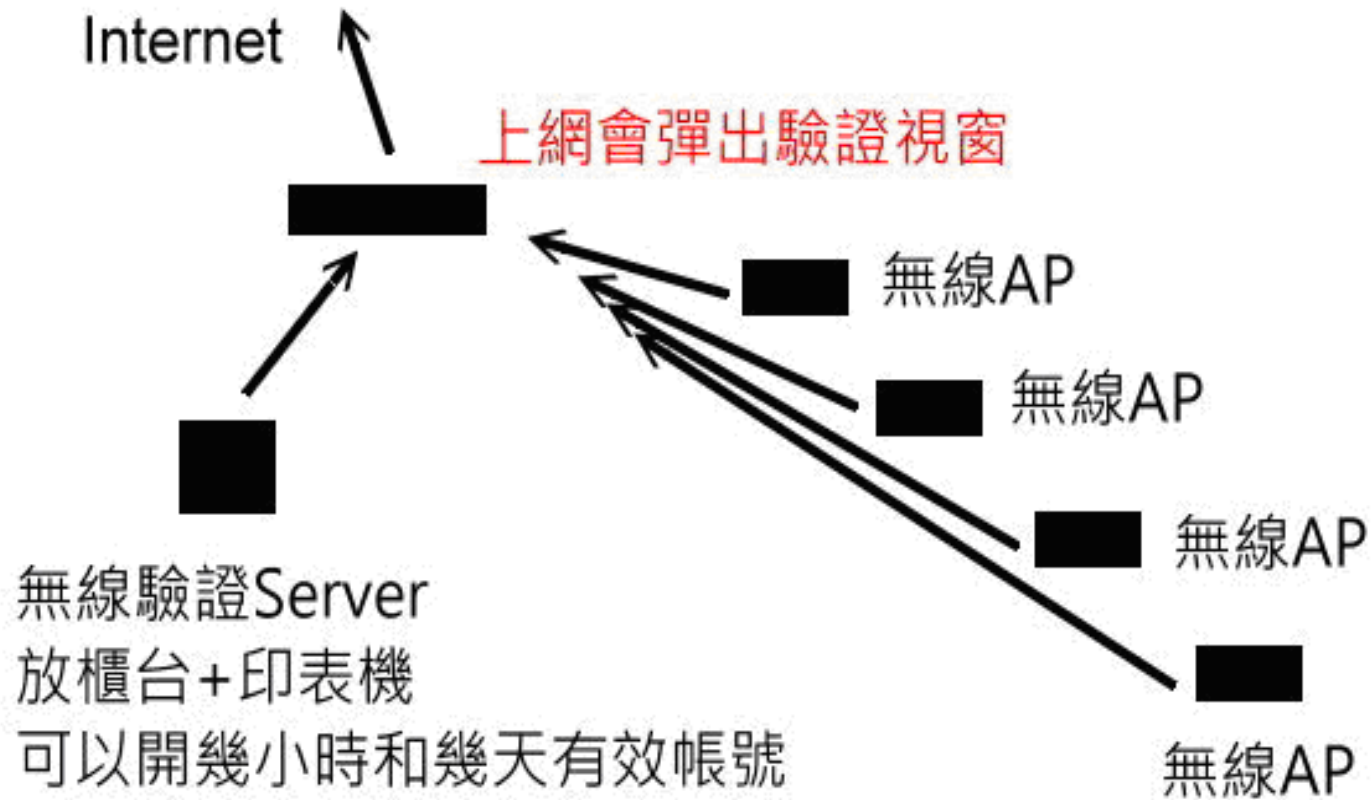 Internet
上網會彈出驗證視窗
無線AP
無線AP
無線AP
無線AP
無線驗證Server
放櫃台+印表機
可以開幾小時和幾天有效帳號